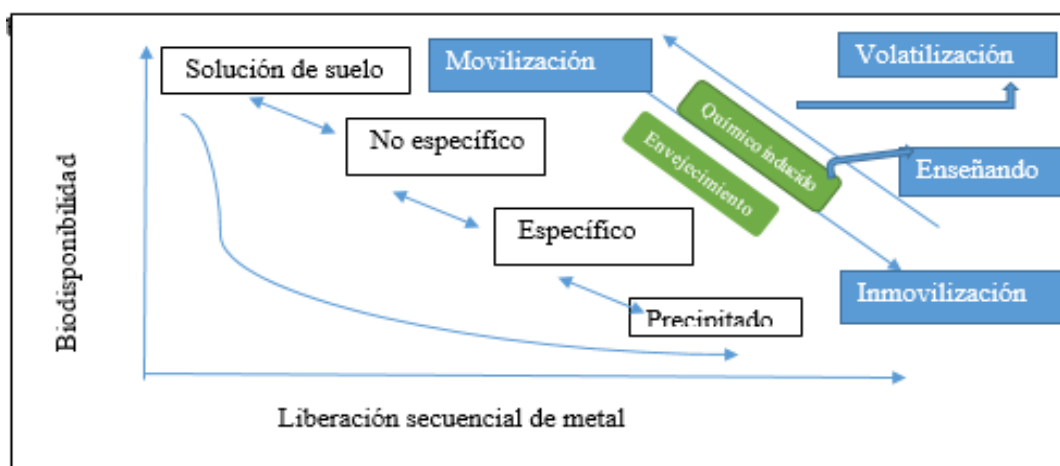 Solución de suelo
Movilización
Volatilización
No específico
Químico inducido
Envejecimiento
Enseñando
Específico
Inmovilización
Precipitado
Biodisponibilidad
Liberación secuencial de metal